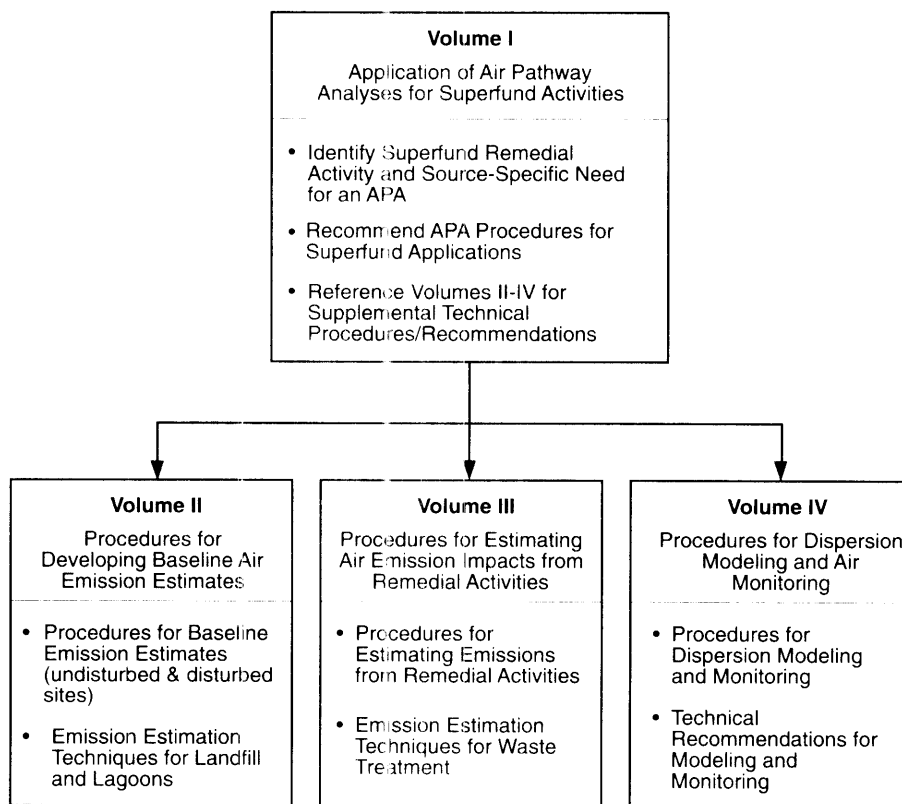 Volume I
Application of Air Pathway
Analyses for Superfund Activities
• Identify Superfund Remedial
Activity and Source-Specific Need
for an APA
• Recommend APA Procedures for
Superfund Applications
• Reference Volumes II-IV for
Supplemental Technical
Procedures/Recommendations
Volume II
Procedures for
Developing Baseline Air
Emission Estimates
• Procedures for Baseline
Emission Estimates
(undisturbed & disturbed
sites)
• Emission Estimation
Techniques for Landfill
and Lagoons
Volume III
Procedures for Estimating
Air Emission Impacts from
Remedial Activities
• Procedures for
Estimating Emissions
from Remedial Activities
• Emission Estimation
Techniques for Waste
Treatment
Volume IV
Procedures for Dispersion
Modeling and Air
Monitoring
• Procedures for
Dispersion Modeling
and Monitoring
• Technical
Recommendations for
Modeling and
Monitoring